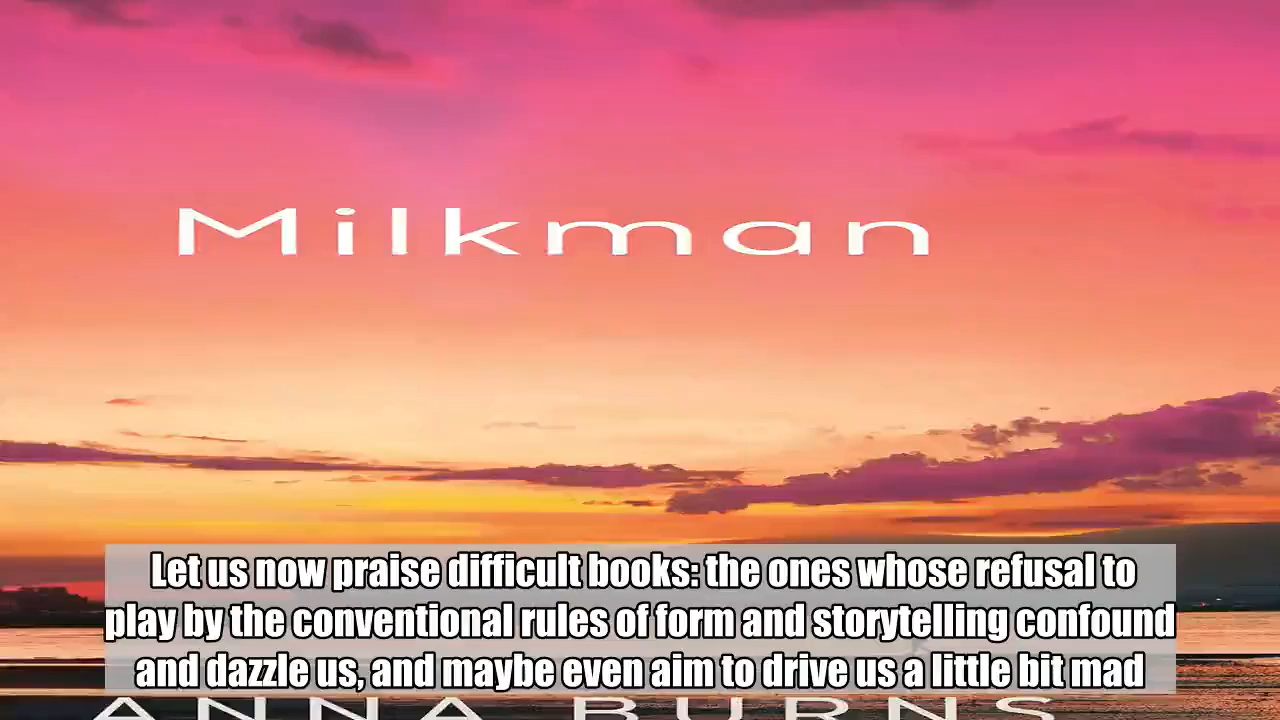 Milkman
Let us now praise difficult books: the ones whose refusal to
play by the conventional rules of form and storytelling confound
and dazzle us, and maybe even aim to drive us a little bit mad
ANNA BURNS